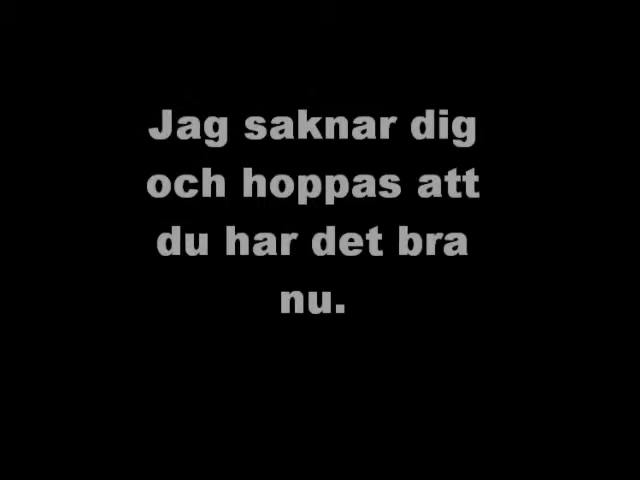 Jag saknar dig
och hoppas att
du har det bra
nu.